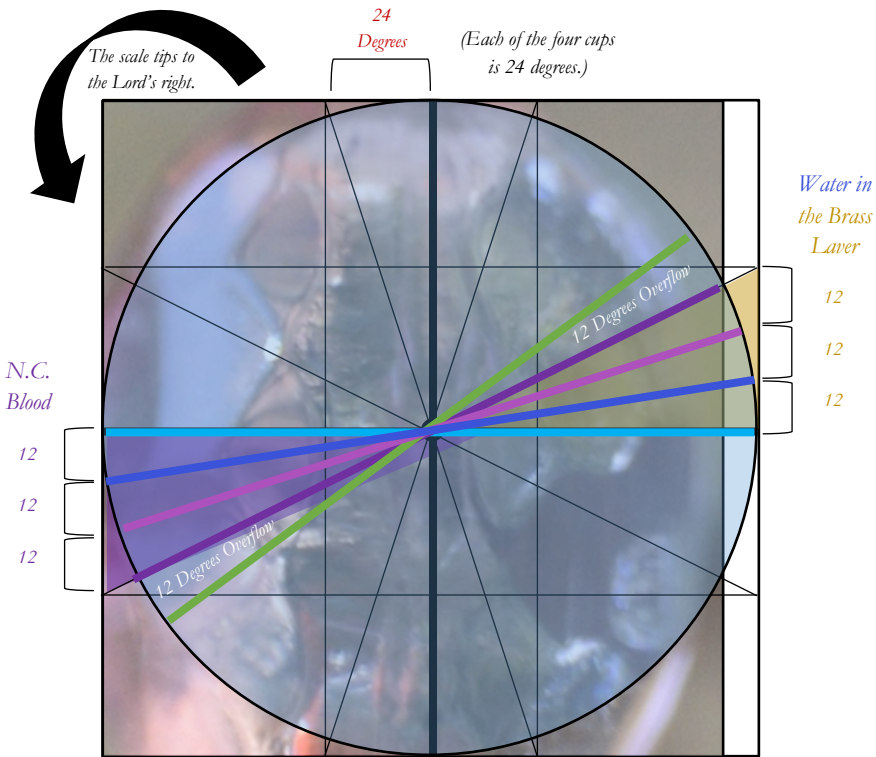 24
Degrees
(Each of the four cups
is 24 degrees.)
The scale tips to
the Lord's right.
Water in
the Brass
Laver
12
12
12
12 Degrees Overflow
N.C.
Blood
12
12
12
12 Degrees Overflow